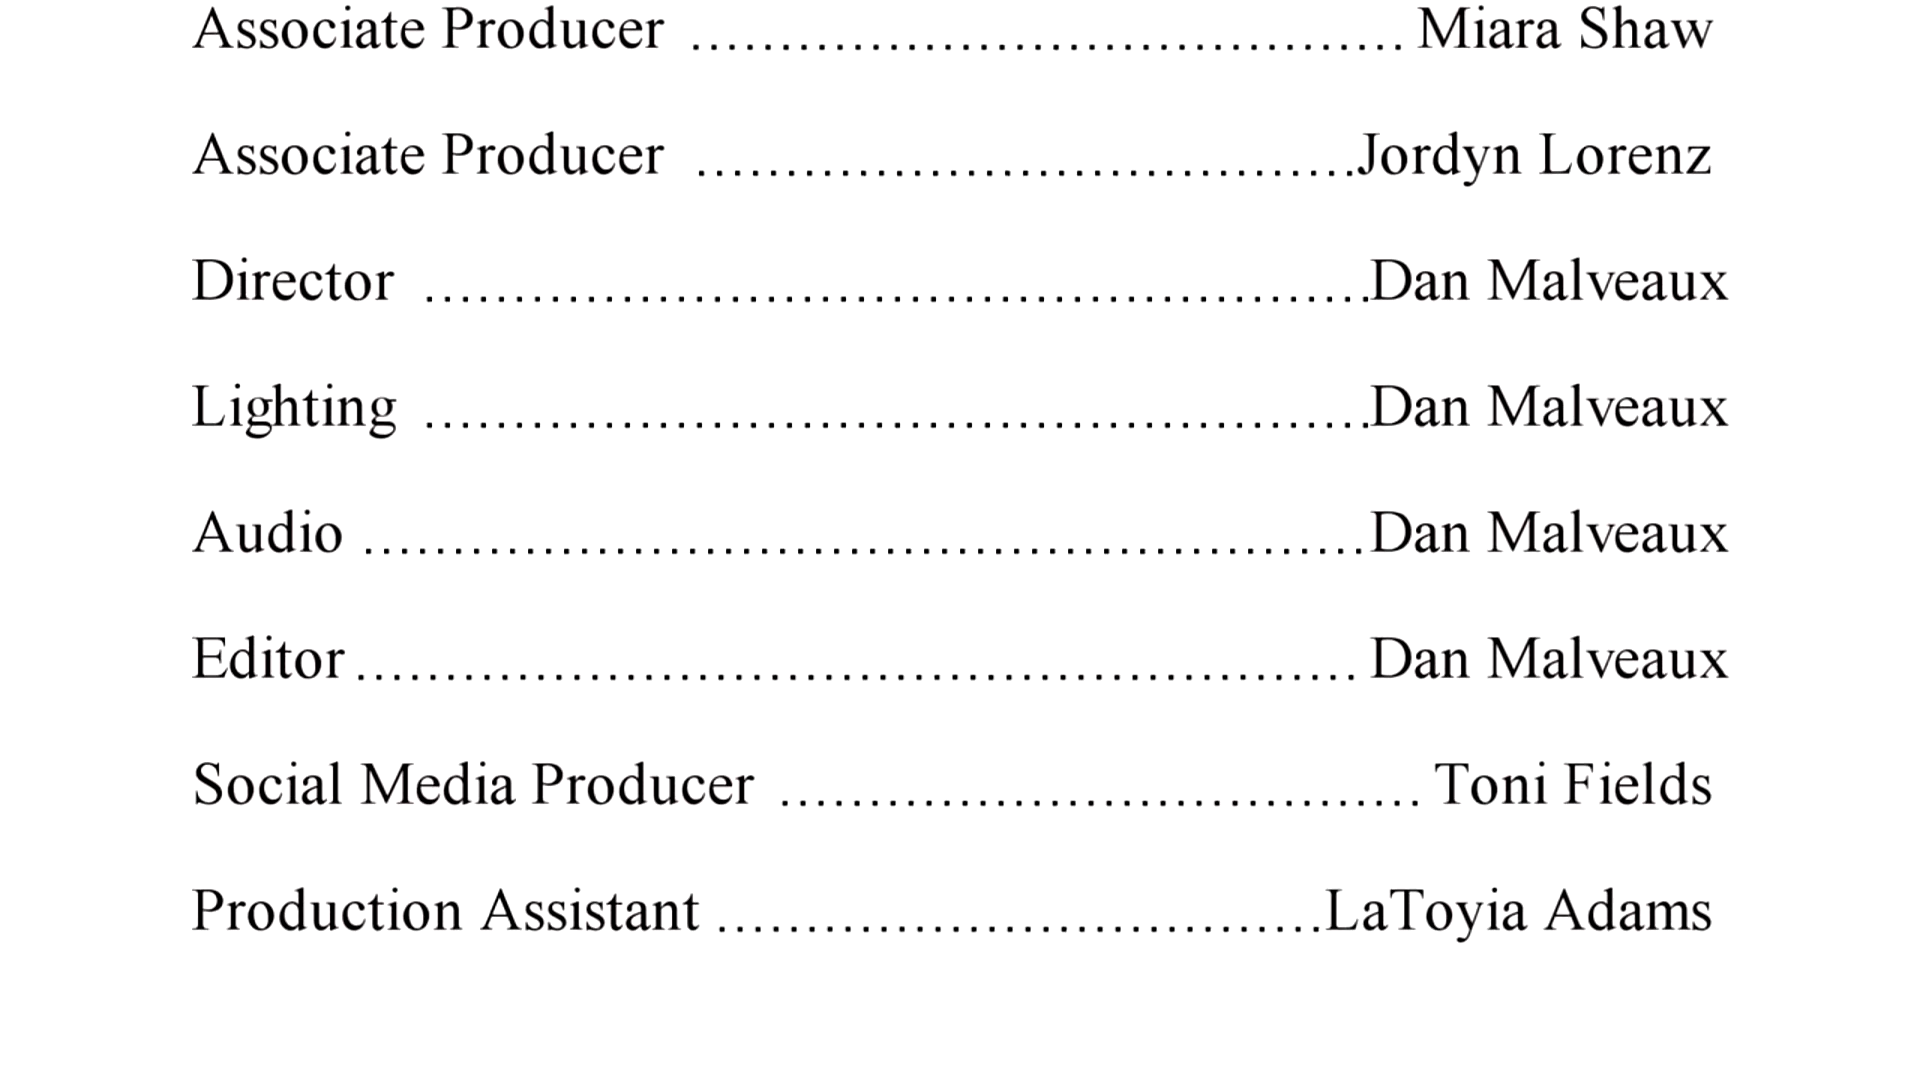 Associate Producer ........................................ Miara Shaw
Associate Producer .....................................Jordyn Lorenz
Director .....................................................Dan Malveaux
Lighting .....................................................Dan Malveaux
Audio ........................................................Dan Malveaux
Editor........................................................ Dan Malveaux
Social Media Producer .................................... Toni Fields
Production Assistant ..................................LaToyia Adams